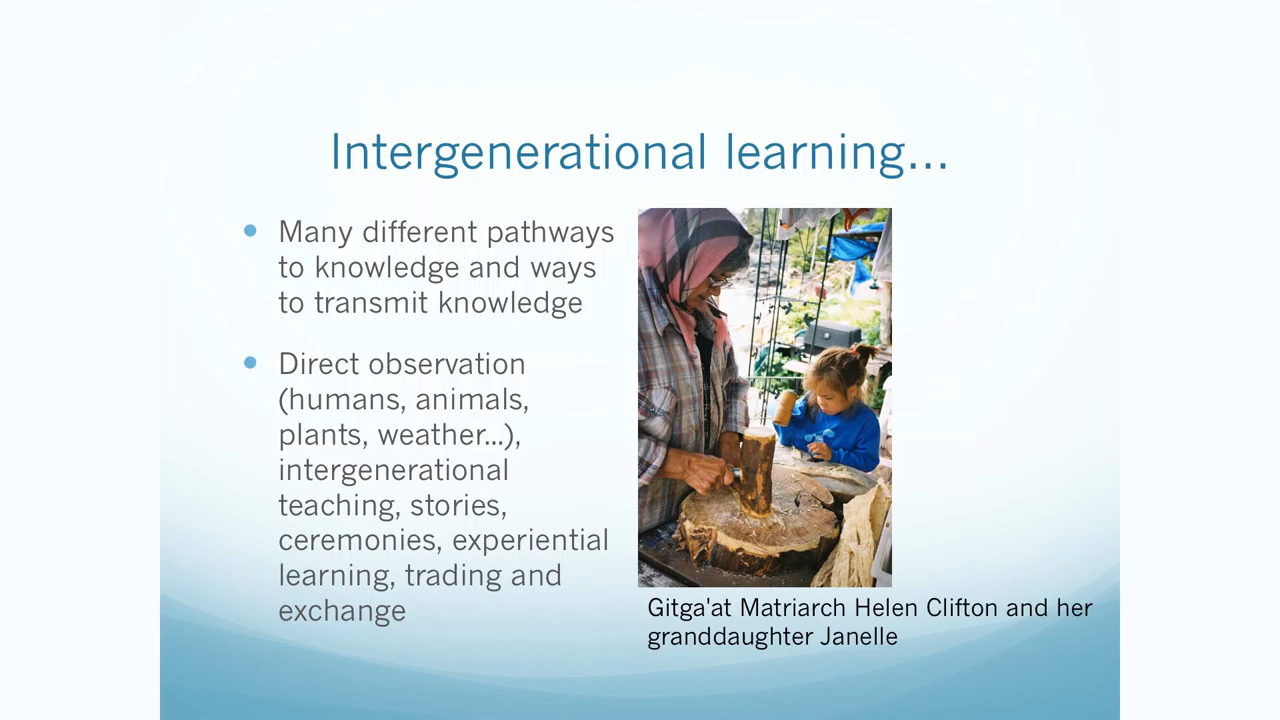 Intergenerational learning...
Many different pathways
to knowledge and ways
to transmit knowledge
Direct observation
(humans, animals,
plants, weather...),
intergenerational
teaching, stories,
ceremonies, experiential
learning, trading and
exchange
Gitga'at Matriarch Helen Clifton and her
granddaughter Janelle